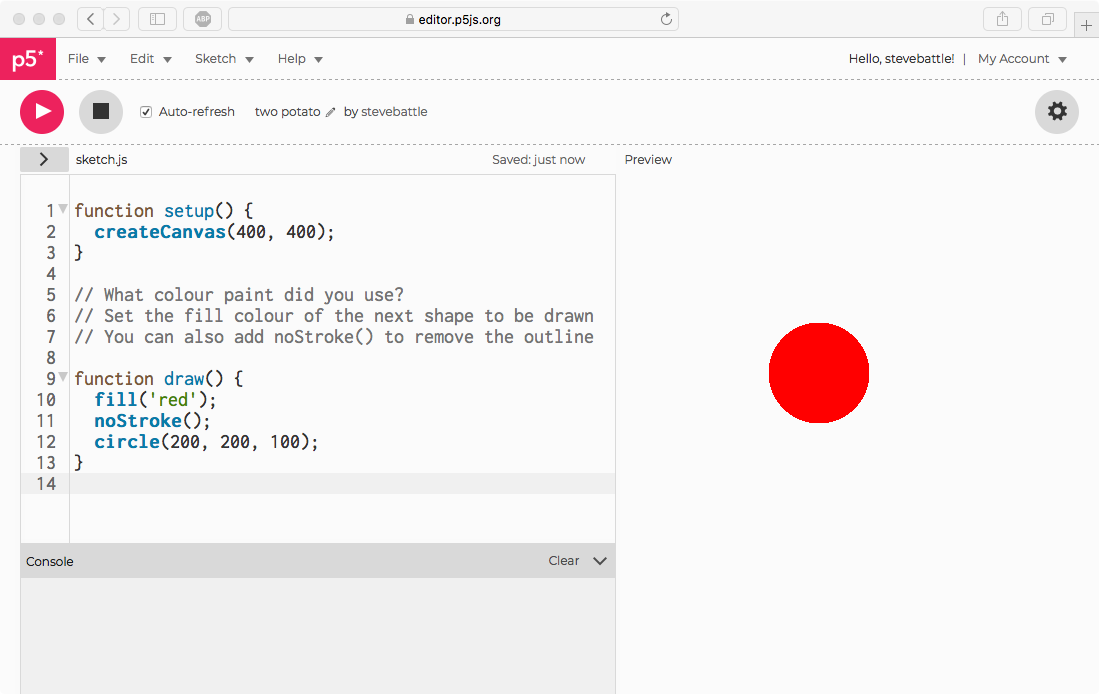 ABP
editor.p5js.org
p5* File Edit Sketch Help Hello, stevebattle! | My Account
Auto-refresh two potato by stevebattle
sketch.js Saved: just now Preview
1 function setup() {
2 createCanvas(400, 400);
3 }
4
5 // What colour paint did you use?
6 // Set the fill colour of the next shape to be drawn
7 // You can also add noStroke() to remove the outline
8
9 function draw() {
10 fill('red');
11 noStroke();
12 circle(200, 200, 100);
13 }
14
Console Clear